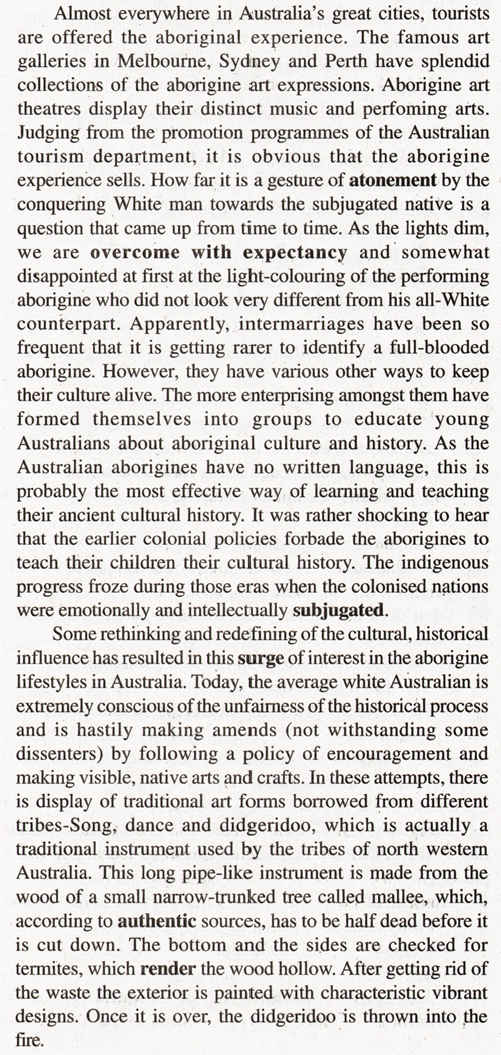 Almost everywhere in Australia's great cities, tourists
are offered the aboriginal experience. The famous art
galleries in Melbourne, Sydney and Perth have splendid
collections of the aborigine art expressions. Aborigine art
theatres display their distinct music and perfoming arts.
Judging from the promotion programmes of the Australian
tourism department, it is obvious that the aborigine
experience sells. How far it is a gesture of atonement by the
conquering White man towards the subjugated native is a
question that came up from time to time. As the lights dim,
we are overcome with expectancy and somewhat
disappointed at first at the light-colouring of the performing
aborigine who did not look very different from his all-White
counterpart. Apparently, intermarriages have been so
frequent that it is getting rarer to identify a full-blooded
aborigine. However, they have various other ways to keep
their culture alive. The more enterprising amongst them have
formed themselves into groups to educate young
Australians about aboriginal culture and history. As the
Australian aborigines have no written language, this is
probably the most effective way of learning and teaching
their ancient cultural history. It was rather shocking to hear
that the earlier colonial policies forbade the aborigines to
teach their children their cultural history. The indigenous
progress froze during those eras when the colonised nations
were emotionally and intellectually subjugated.
Some rethinking and redefining of the cultural, historical
influence has resulted in this surge of interest in the aborigine
lifestyles in Australia. Today, the average white Australian is
extremely conscious of the unfairness of the historical process
and is hastily making amends (not withstanding some
dissenters) by following a policy of encouragement and
making visible, native arts and crafts. In these attempts, there
is display of traditional art forms borrowed from different
tribes-Song, dance and didgeridoo, which is actually a
traditional instrument used by the tribes of north western
Australia. This long pipe-like instrument is made from the
wood of a small narrow-trunked tree called mallee, which,
according to authentic sources, has to be half dead before it
is cut down. The bottom and the sides are checked for
termites, which render the wood hollow. After getting rid of
the waste the exterior is painted with characteristic vibrant
designs. Once it is over, the didgeridoo is thrown into the
fire.